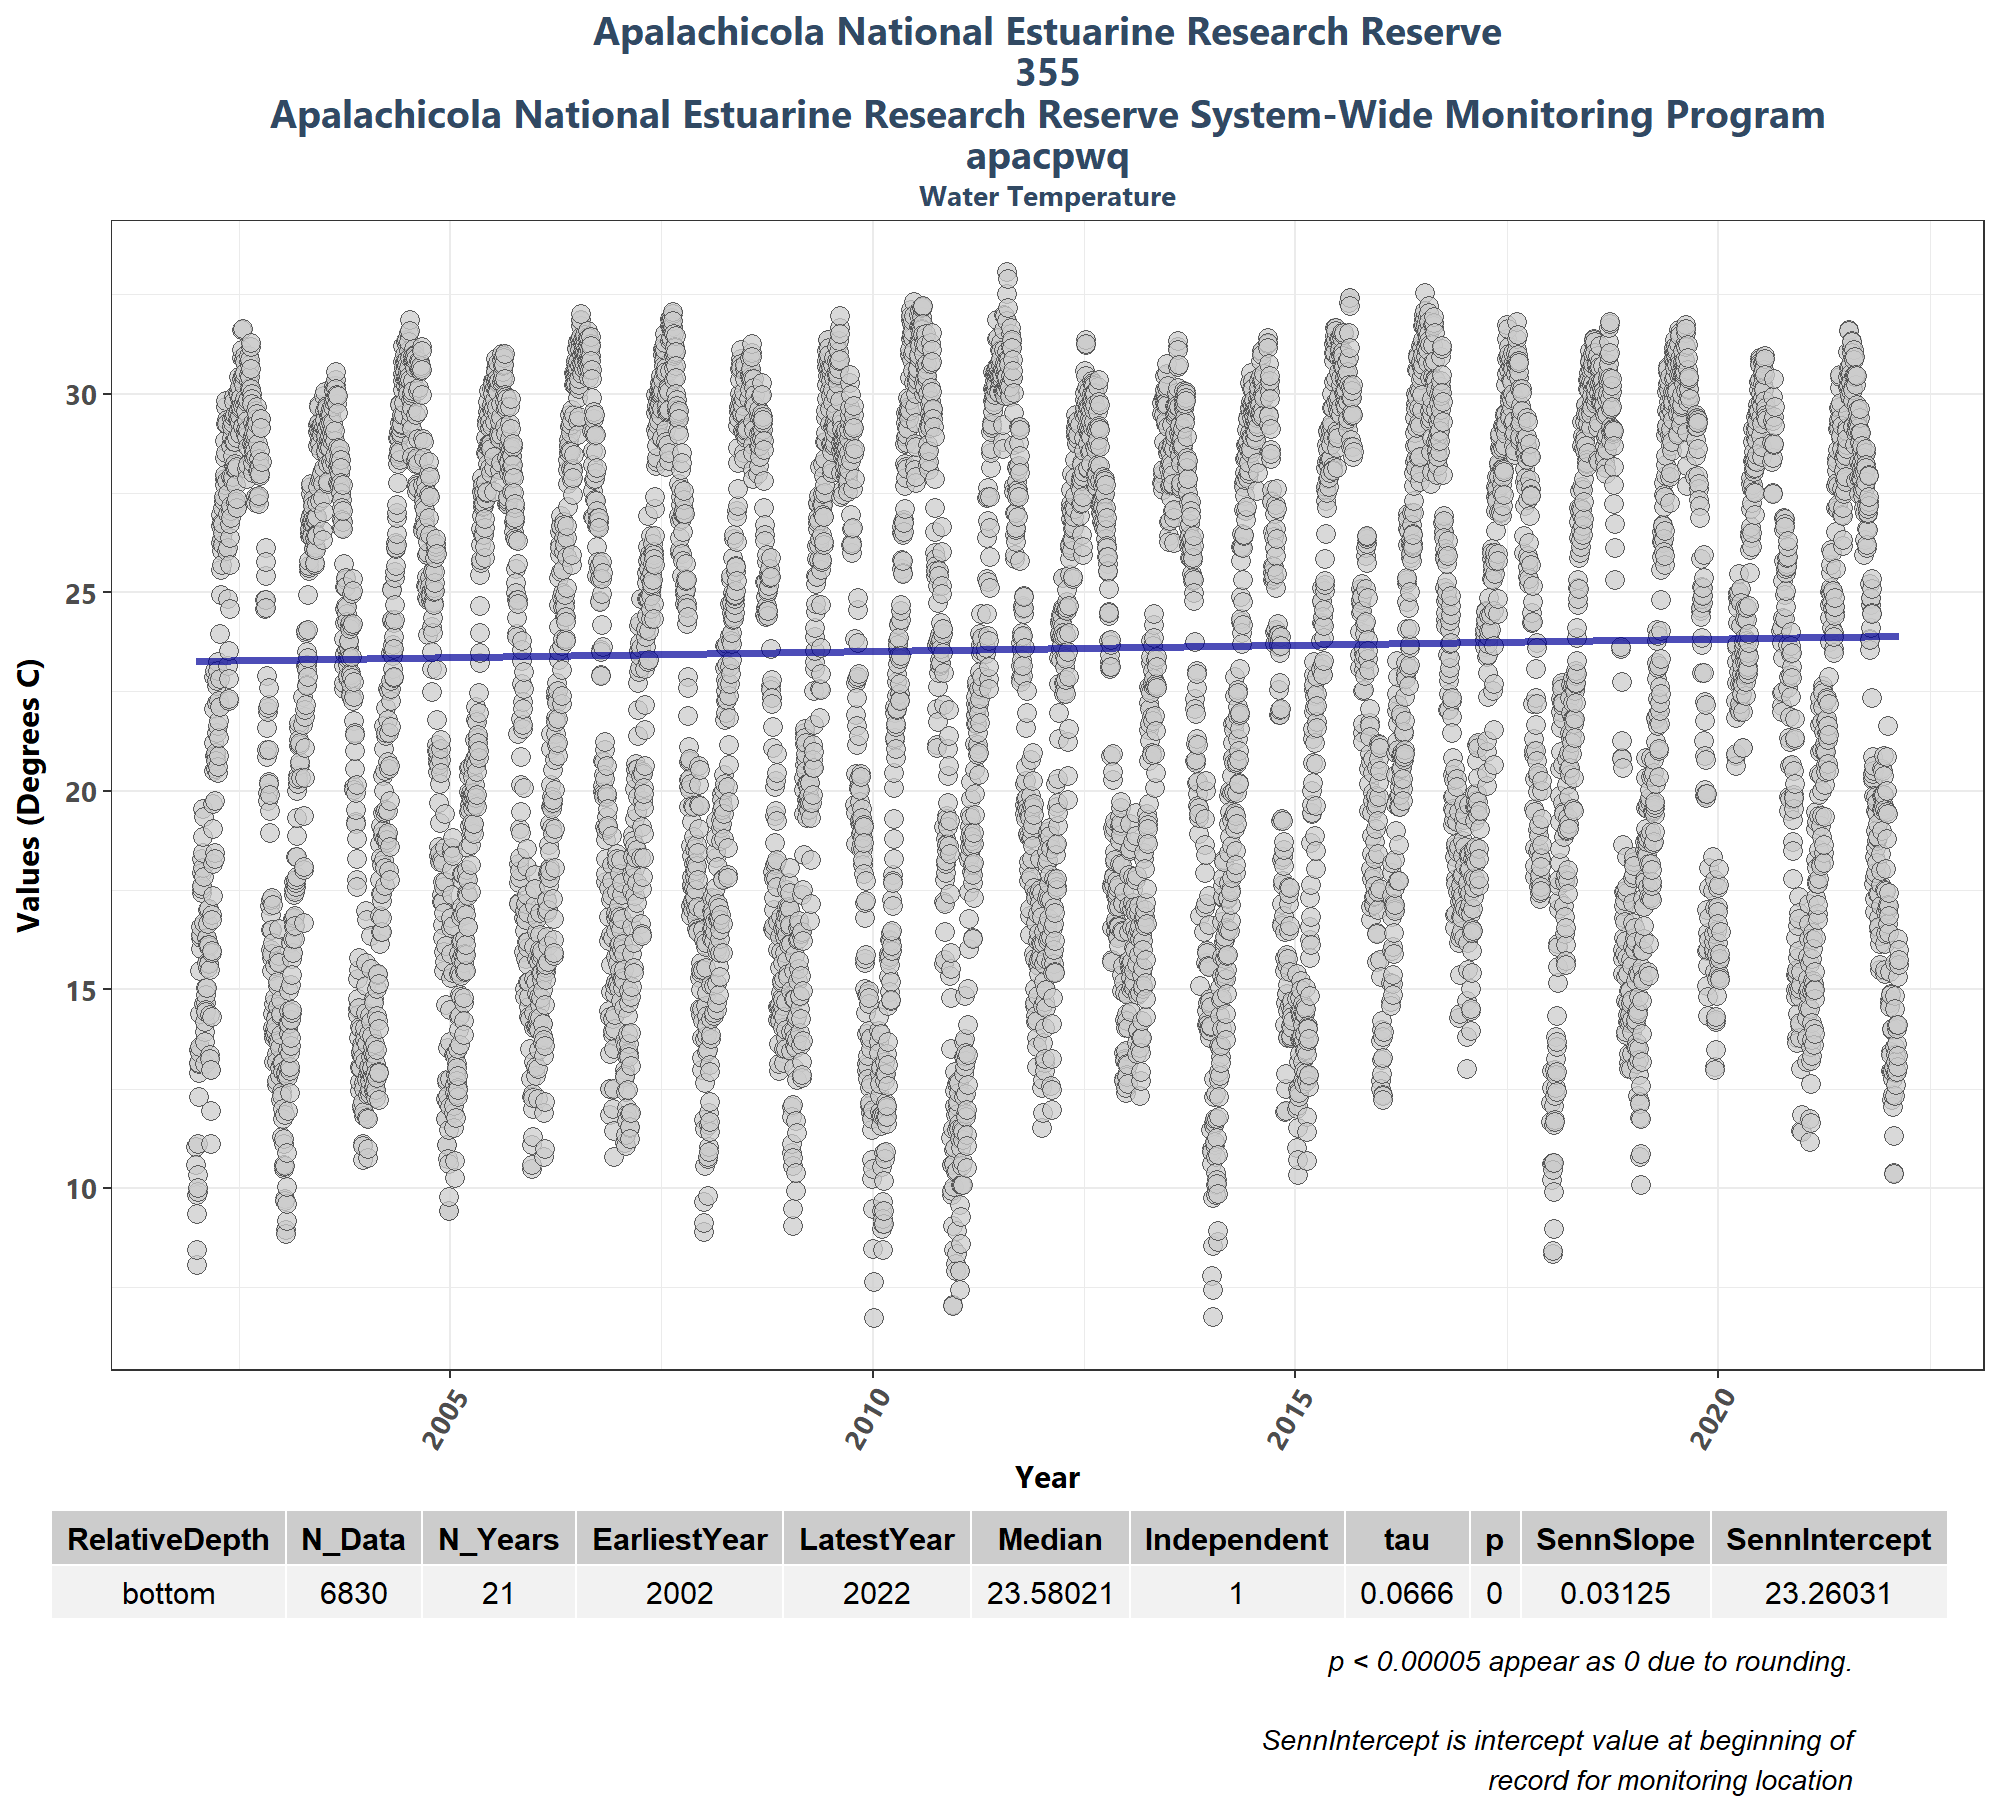 Apalachicola National Estuarine Research Reserve
355
Apalachicola National Estuarine Research Reserve System-Wide Monitoring Program
apacpwq
Water Temperature
Values (Degrees C)
30
25
20
15
10
2005 2010 2015 2020
Year
RelativeDepth N_Data N_Years EarliestYear LatestYear Median Independent tau p SennSlope SennIntercept
bottom 6830 21 2002 2022 23.58021 1 0.0666 0 0.03125 23.26031
p < 0.00005 appear as 0 due to rounding.
SennIntercept is intercept value at beginning of
record for monitoring location